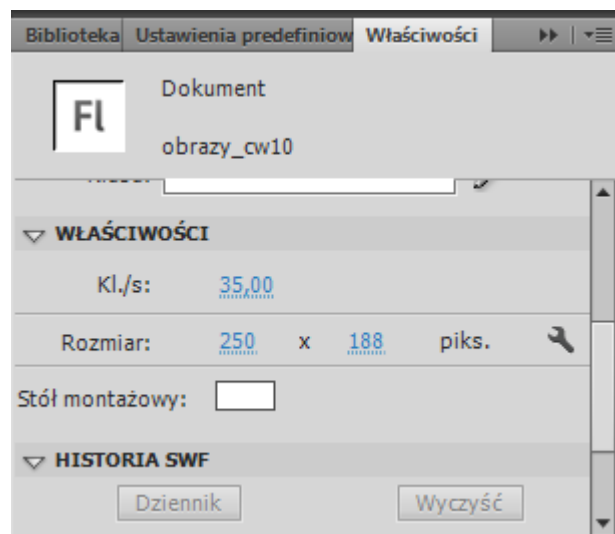 Biblioteka Ustawienia predefiniow Właściwości
Fl
Dokument
obrazy_cw10
WŁAŚCIWOŚCI
Kl./s: 35,00
Rozmiar: 250 x 188 piks.
Stół montażowy:
HISTORIA SWF
Dziennik Wyczyść